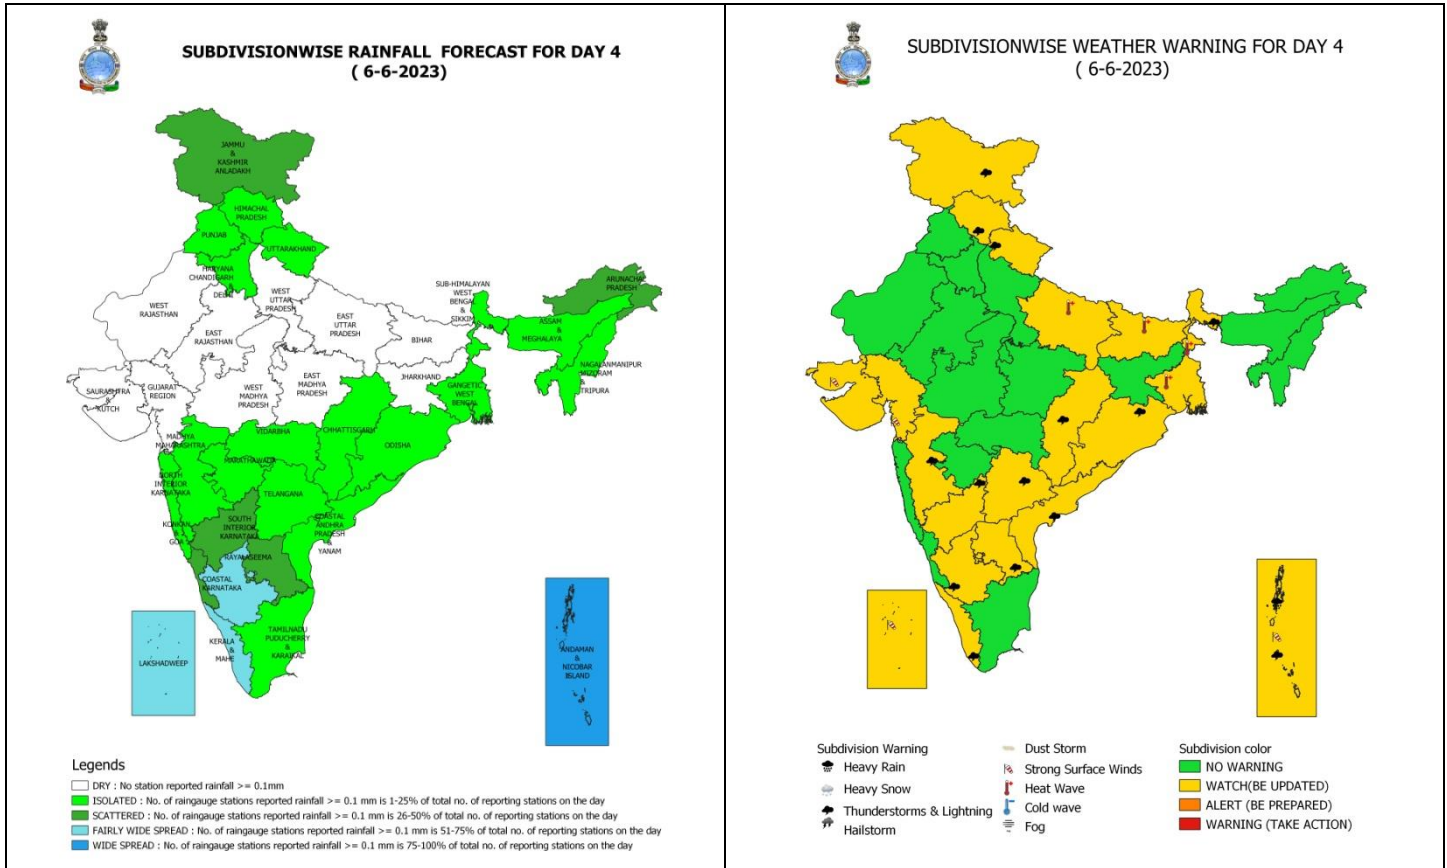 SUBDIVISIONWISE RAINFALL FORECAST FOR DAY 4
( 6-6-2023)
JAMMU
&
KASHMIR
ANLADAKH
HIMACHAL
PRADESH
PUNJAB
UTTARAKHAND
HARYANA
CHANDIGARH
&
DELHI
WEST
RAJASTHAN
WEST
UTTAR
PRADESH
EAST
UTTAR
PRADESH
SUB-HIMALAYAN
WEST
BENGAL
&
SIKKIM
ARUNACHAL
PRADESH
ASSAM
&
MEGHALAYA
EAST
RAJASTHAN
BIHAR
NAGALANMANIPUR
MIZORAM
&
TRIPURA
JHARKHAND
SAURASHTRA
&
KUTCH
GUJARAT
REGION
WEST
MADHYA
PRADESH
EAST
MADHYA
PRADESH
GANGETIC
WEST
BENGAL
MADHYA
MAHARASHTRA
VIDARBHA
CHHATTISGARH
ODISHA
MARATHAWADA
NORTH
INTERIOR
KARNATAKA
TELANGANA
KONKAN
&
GOA
SOUTH
INTERIOR
KARNATAKA
COASTAL
ANDHRA
PRADESH
&
YANAM
RAYALASEEMA
COASTAL
KARNATAKA
KERALA
&
MAHE
TAMILNADU
PUDUCHERRY
&
KARAIKAL
LAKSHADWEEP
ANDAMAN
&
NICOBAR
ISLAND
Legends
DRY : No station reported rainfall >= 0.1mm
ISOLATED : No. of raingauge stations reported rainfall >= 0.1 mm is 1-25% of total no. of reporting stations on the day
SCATTERED : No. of raingauge stations reported rainfall >= 0.1 mm is 26-50% of total no. of reporting stations on the day
FAIRLY WIDE SPREAD : No. of raingauge stations reported rainfall >= 0.1 mm is 51-75% of total no. of reporting stations on the day
WIDE SPREAD : No. of raingauge stations reported rainfall >= 0.1 mm is 75-100% of total no. of reporting stations on the day
SUBDIVISIONWISE WEATHER WARNING FOR DAY 4
( 6-6-2023)
Subdivision Warning
Heavy Rain
Heavy Snow
Thunderstorms & Lightning
Hailstorm
Dust Storm
Strong Surface Winds
Heat Wave
Cold wave
Fog
Subdivision color
NO WARNING
WATCH(BE UPDATED)
ALERT (BE PREPARED)
WARNING (TAKE ACTION)